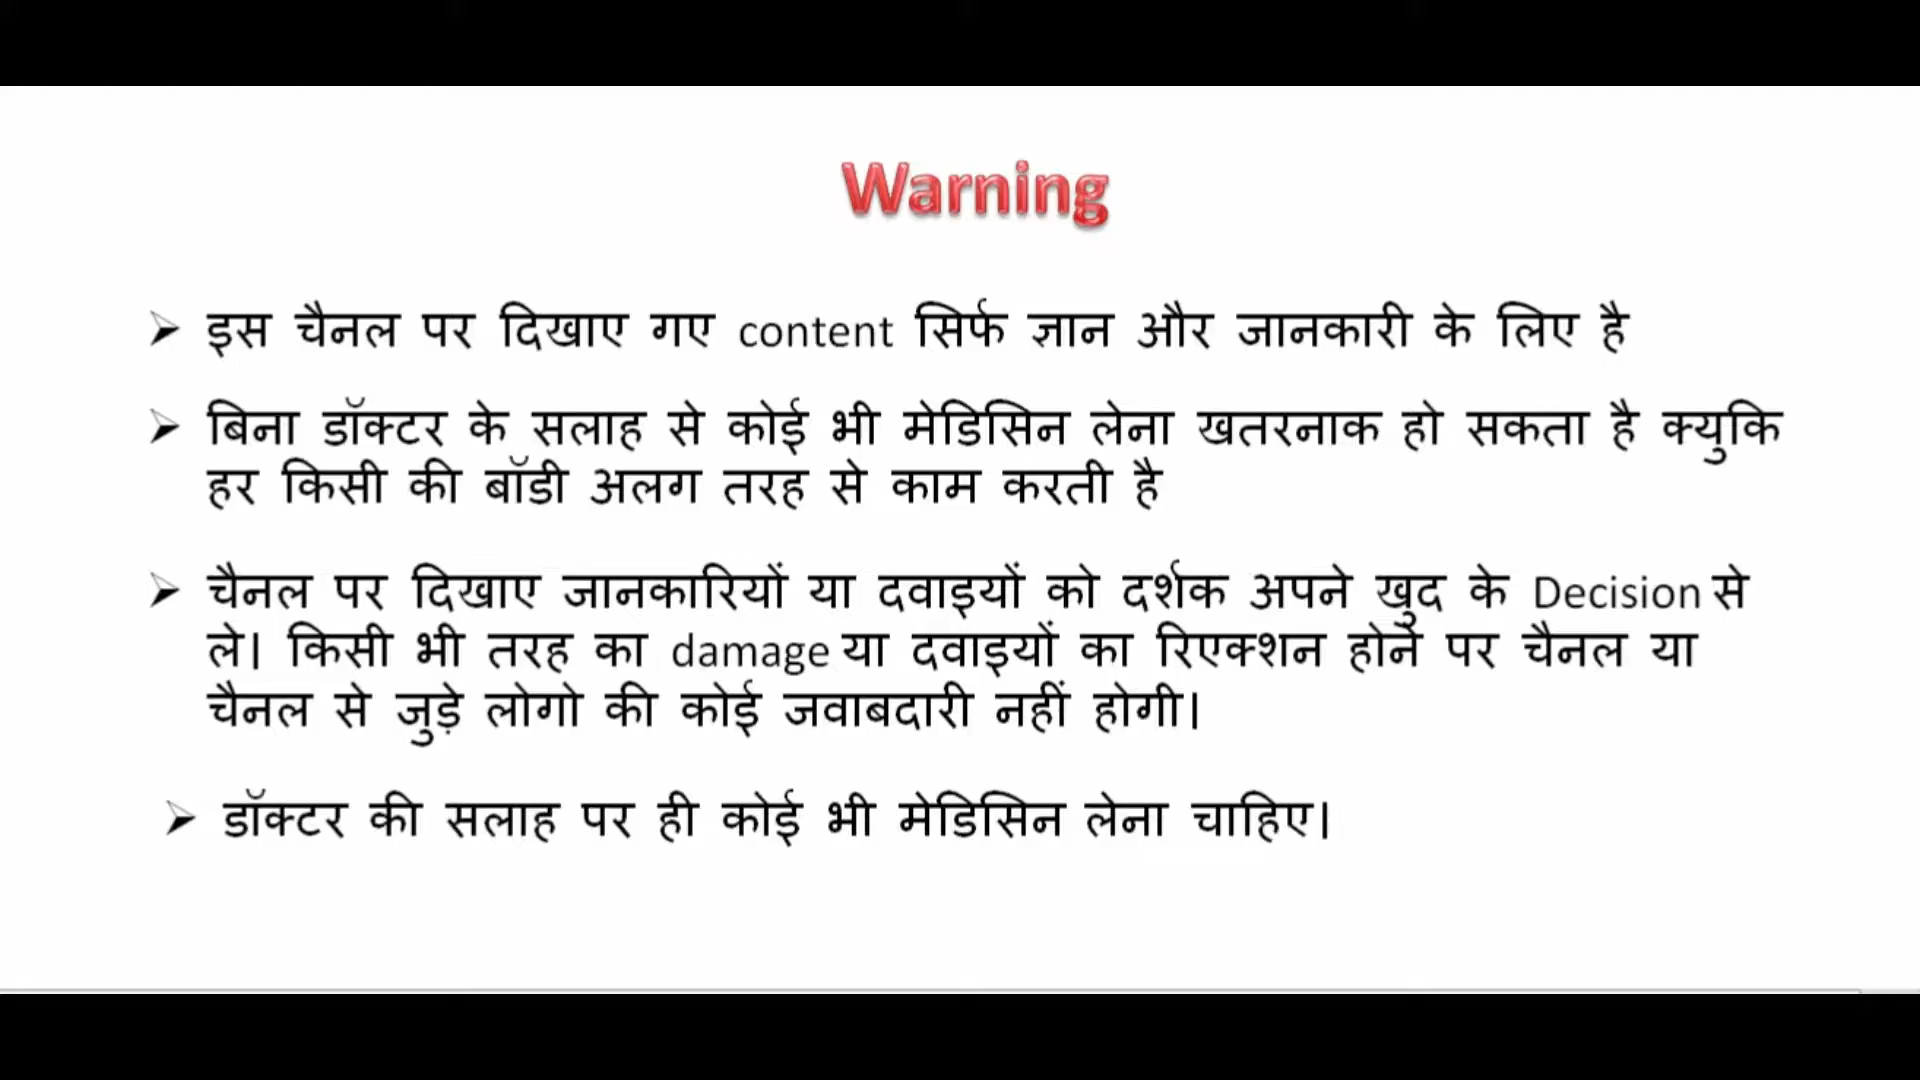 Warning
इस चैनल पर दिखाए गए content सिर्फ ज्ञान और जानकारी के लिए है
बिना डॉक्टर के सलाह से कोई भी मेडिसिन लेना खतरनाक हो सकता है क्युकि
हर किसी की बॉडी अलग तरह से काम करती है
चैनल पर दिखाए जानकारियों या दवाइयों को दर्शक अपने खुद के Decision से
ले। किसी भी तरह का damage या दवाइयों का रिएक्शन होने पर चैनल या
चैनल से जुड़े लोगो की कोई जवाबदारी नहीं होगी।
डॉक्टर की सलाह पर ही कोई भी मेडिसिन लेना चाहिए।